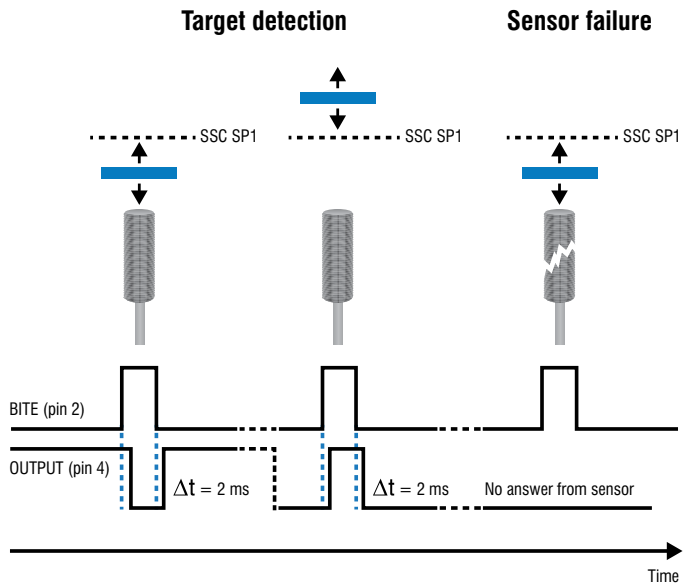 Target detection
Sensor failure
SSC SP1
SSC SP1
SSC SP1
BITE (pin 2)
OUTPUT (pin 4)
Δt = 2 ms
Δt = 2 ms
No answer from sensor
Time